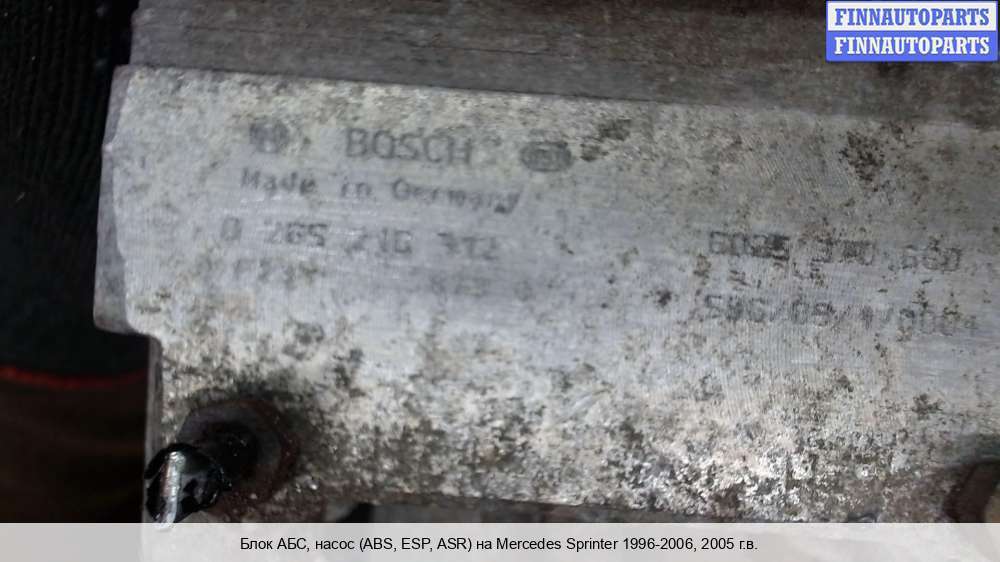 FINNAUTOPARTS
FINNAUTOPARTS
BOSCH
Made in Germany
0 265 216 312
Блок АБС, насос (ABS, ESP, ASR) на Mercedes Sprinter 1996-2006, 2005 г.в.